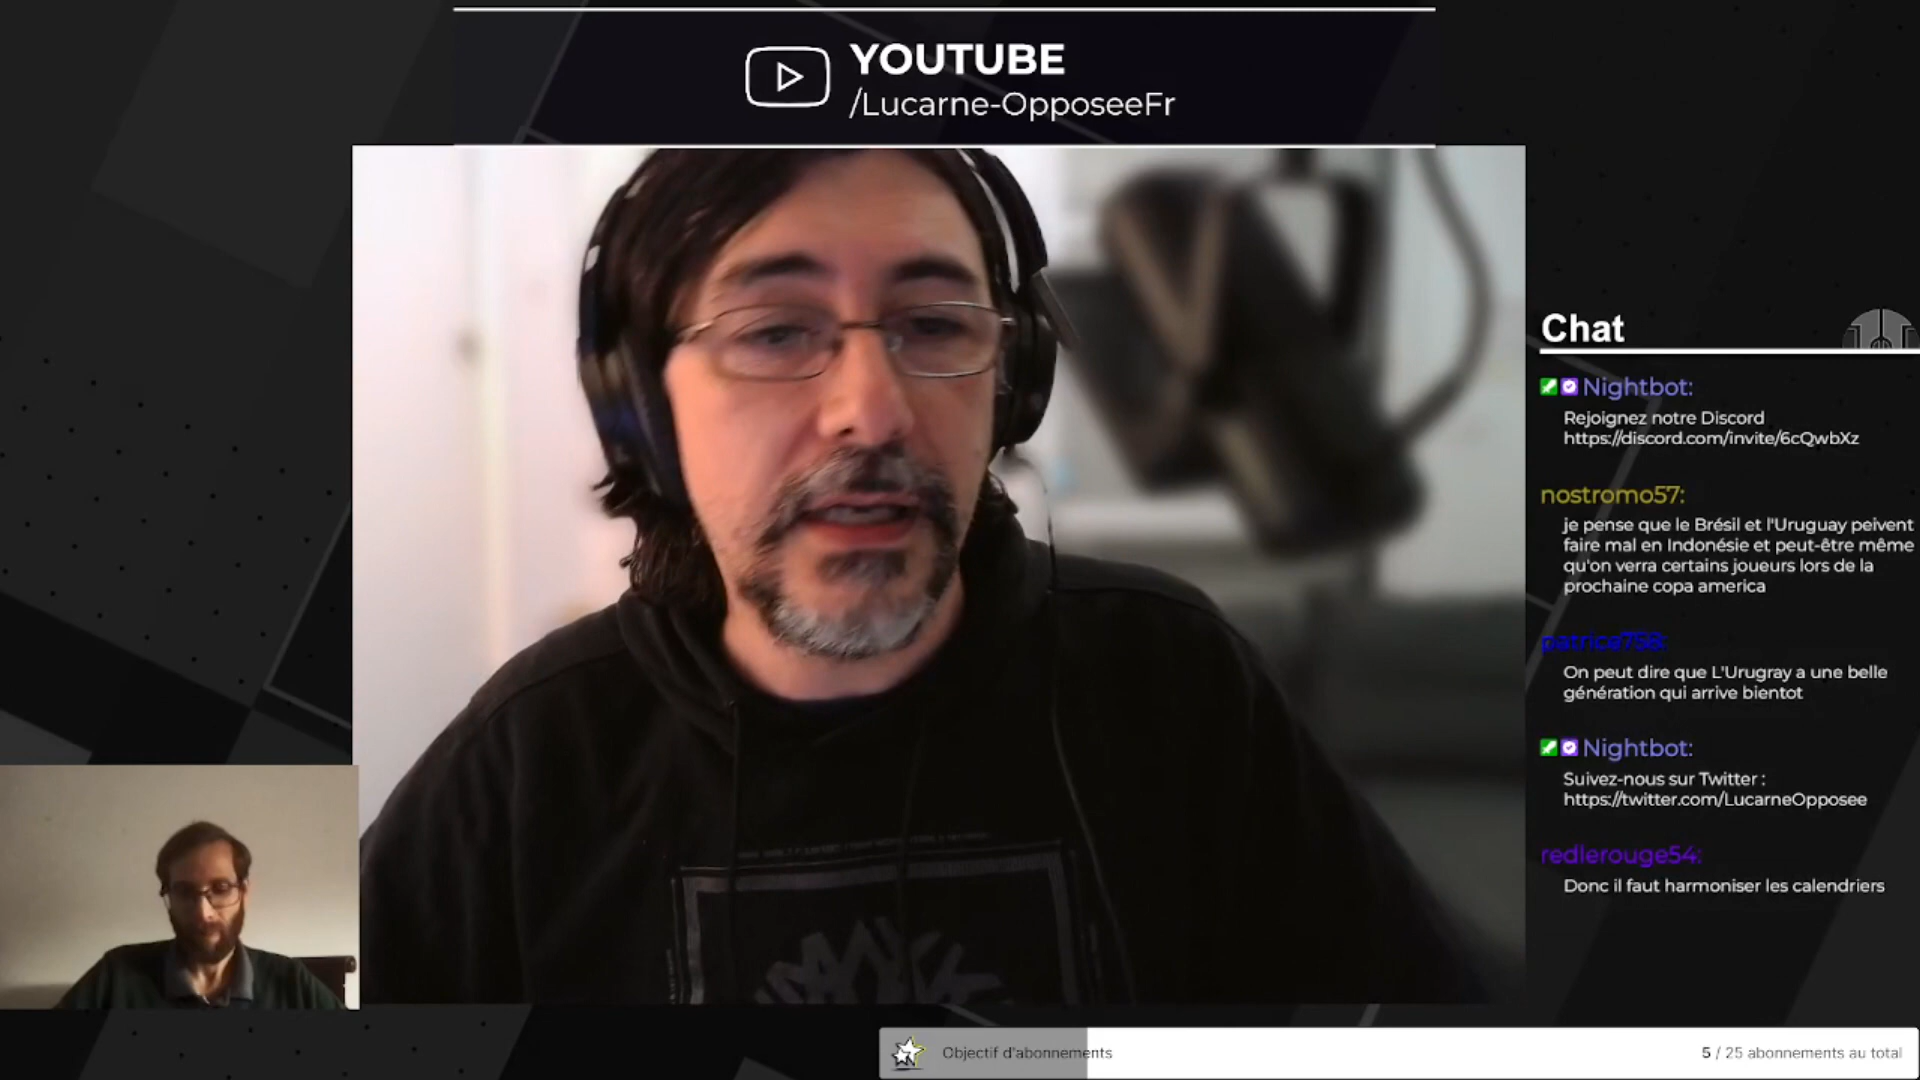 YOUTUBE
/Lucarne-OpposeeFr
Chat
Nightbot:
Rejoignez notre Discord
https://discord.com/invite/6cQwbXz
nostromo57:
je pense que le Brésil et l'Uruguay peivent
faire mal en Indonésie et peut-être même
qu'on verra certains joueurs lors de la
prochaine copa america
patrice758:
On peut dire que L'Urugray a une belle
génération qui arrive bientot
Nightbot:
Suivez-nous sur Twitter :
https://twitter.com/LucarneOpposee
redlerouge54:
Donc il faut harmoniser les calendriers
Objectif d'abonnements
5 / 25 abonnements au total